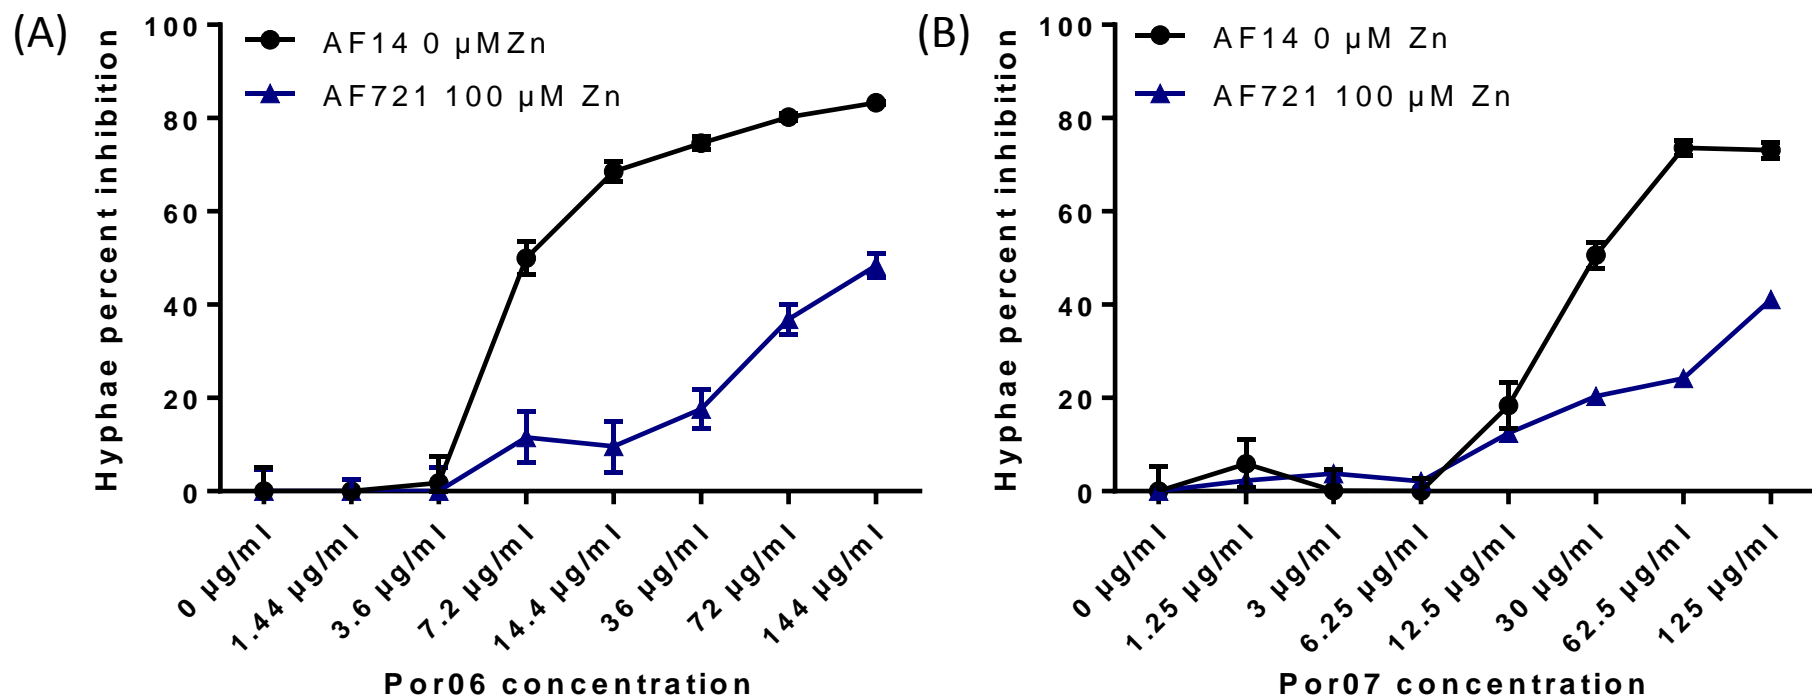 (A)
Hyphae percent inhibition
100
80
60
40
20
0
AF14 0 µMZn
AF721 100 µM Zn
0 µg/ml
1.44 µg/ml
3.6 µg/ml
7.2 µg/ml
14.4 µg/ml
36 µg/ml
72 µg/ml
144 µg/ml
Por06 concentration
(B)
Hyphae percent inhibition
100
80
60
40
20
0
AF14 0 µM Zn
AF721 100 µM Zn
0 µg/ml
1.25 µg/ml
3 µg/ml
6.25 µg/ml
12.5 µg/ml
30 µg/ml
62.5 µg/ml
125 µg/ml
Por07 concentration